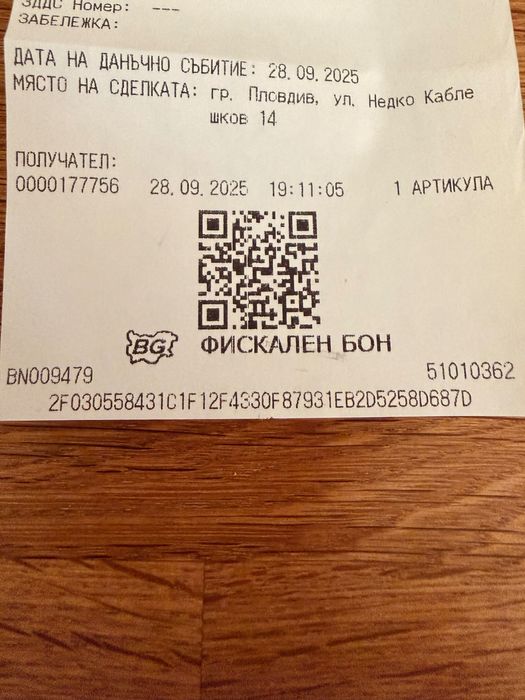 ЗДДС Номер: ---
ЗАБЕЛЕЖКА:
ДАТА НА ДАНЪЧНО СЪБИТИЕ: 28.09.2025
МЯСТО НА СДЕЛКАТА: гр. Пловдив, ул. Недко Кабле
шков 14
ПОЛУЧАТЕЛ:
0000177756 28.09.2025 19:11:05 1 АРТИКУЛА
BG ФИСКАЛЕН БОН
BN009479 51010362
2F030558431C1F12F4330F87931EB2D5258D687D